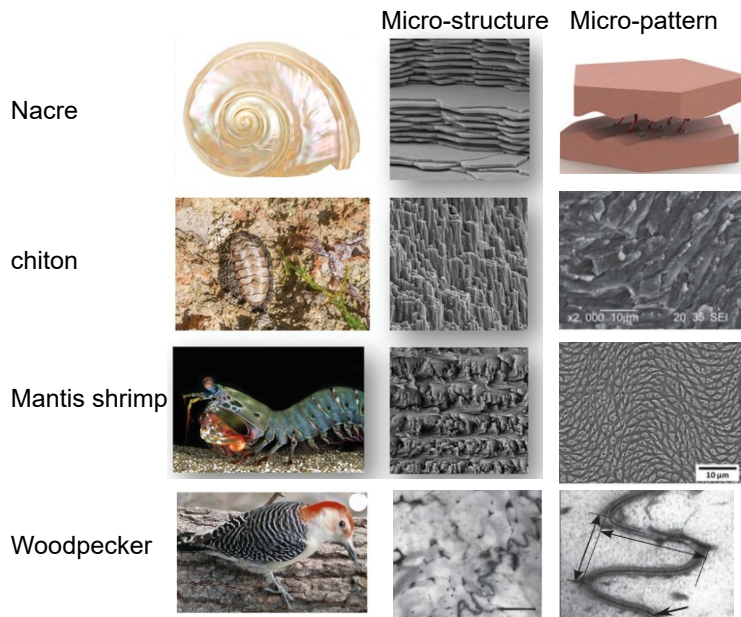 Micro-structure Micro-pattern
Nacre
chiton
x2, 000 10μm 20 35 SEI
Mantis shrimp
10 μm
Woodpecker